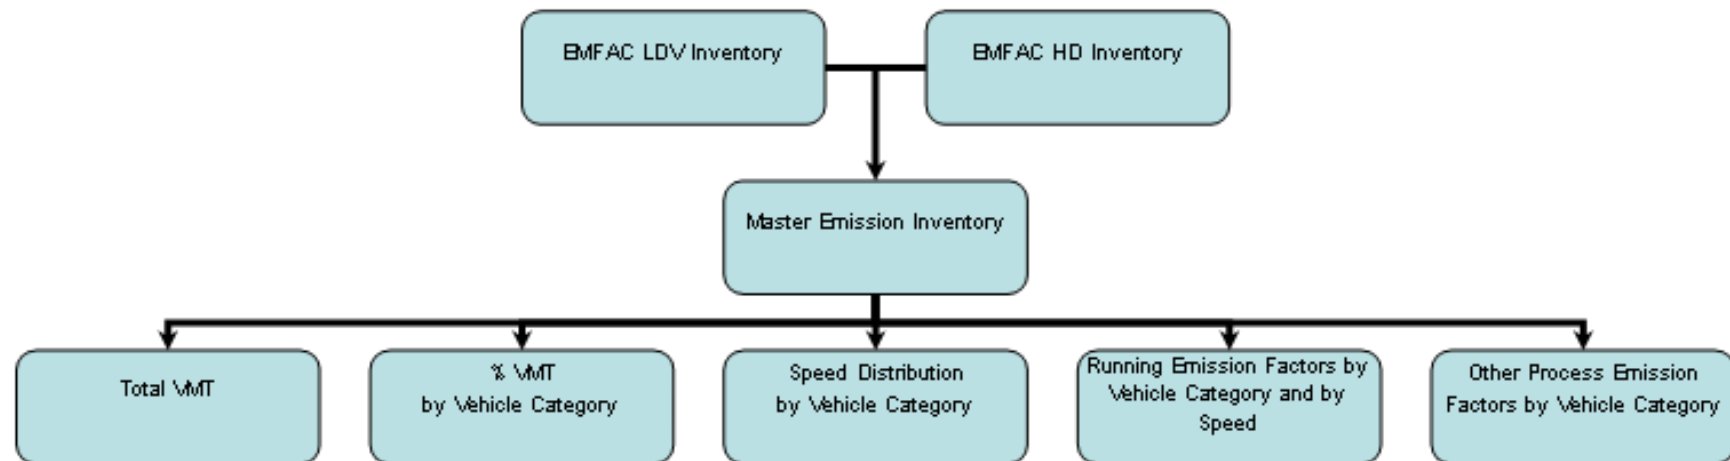 EMFAC LDV Inventory
EMFAC HD Inventory
Master Emission Inventory
Total VMT
% VMT
by Vehicle Category
Speed Distribution
by Vehicle Category
Running Emission Factors by
Vehicle Category and by
Speed
Other Process Emission
Factors by Vehicle Category